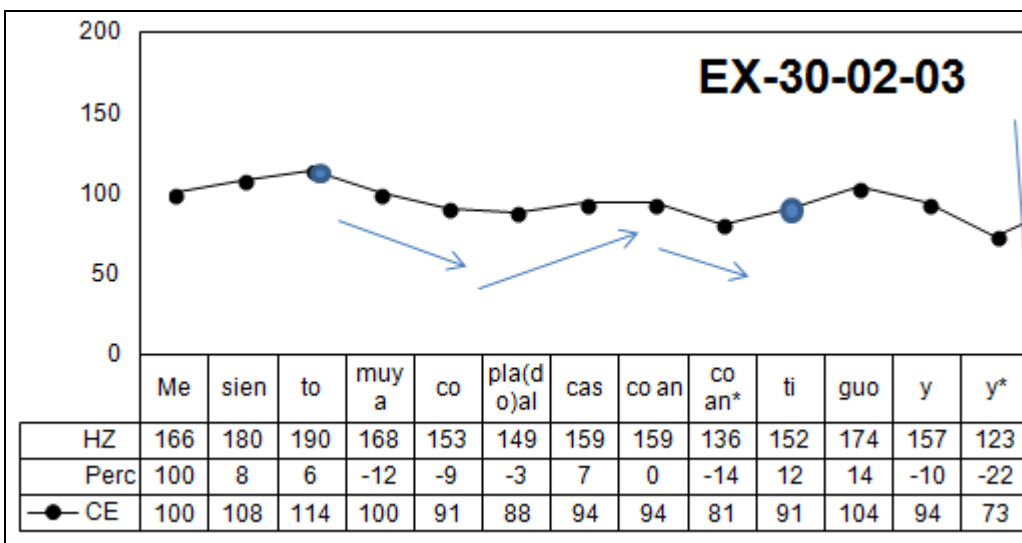 200
EX-30-02-03
150
100
50
0
Me sien to muy a co pla(do)al cas co an co an* ti guo y y*
HZ 166 180 190 168 153 149 159 159 136 152 174 157 123
Perc 100 8 6 -12 -9 -3 7 0 -14 12 14 -10 -22
CE 100 108 114 100 91 88 94 94 81 91 104 94 73